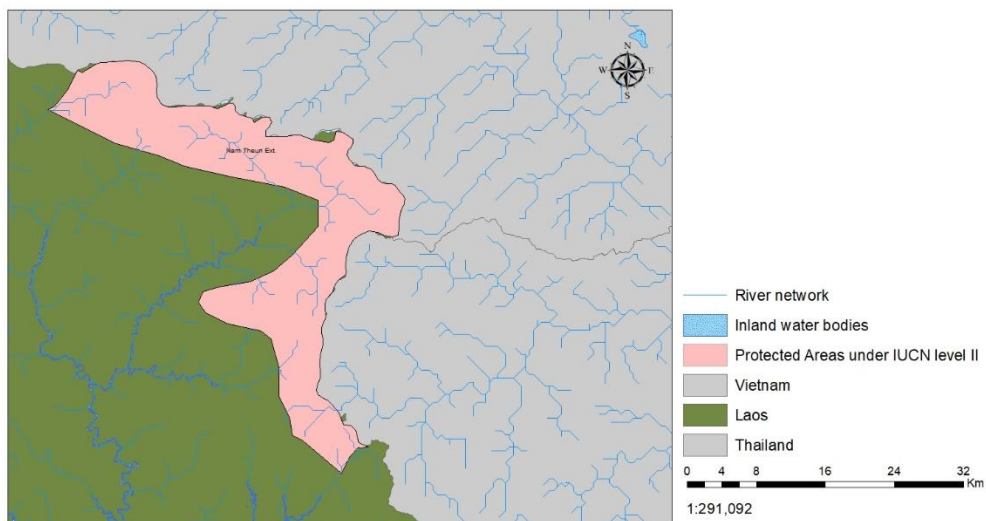 N
W E
S
Nam Theun Ext.
River network
Inland water bodies
Protected Areas under IUCN level II
Vietnam
Laos
Thailand
0 4 8 16 24 32
Km
1:291,092